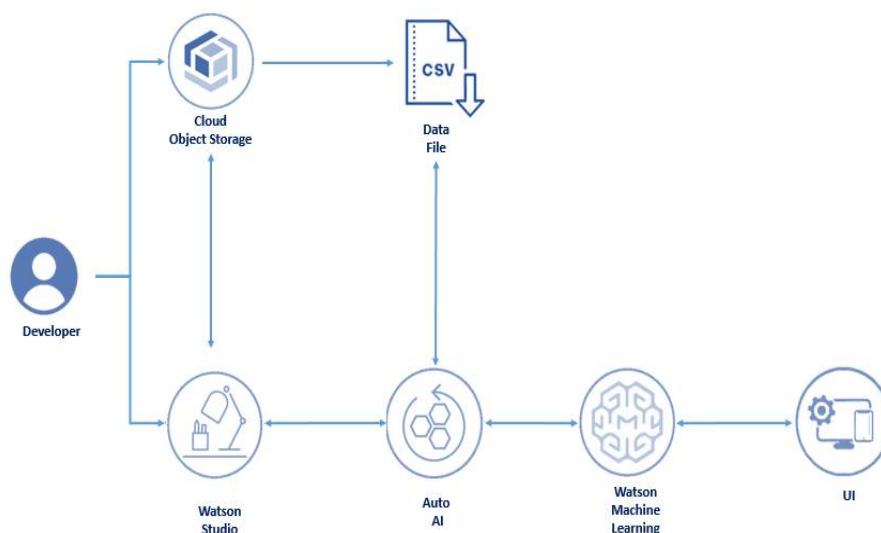 CSV
Cloud
Object Storage
Data
File
Developer
M
Watson
Studio
Auto
AI
Watson
Machine
Learning
UI